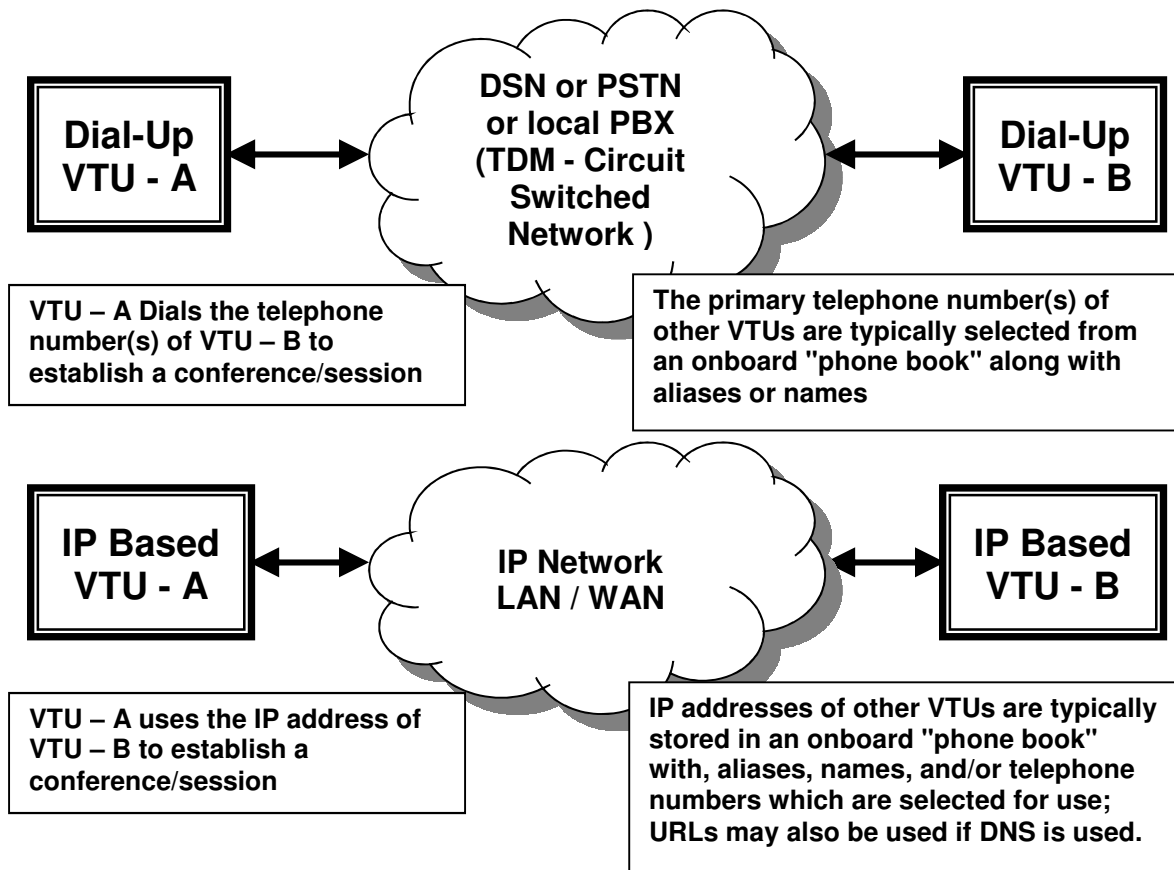 Dial-Up
VTU - A
DSN or PSTN
or local PBX
(TDM - Circuit
Switched
Network )
Dial-Up
VTU - B
VTU – A Dials the telephone
number(s) of VTU – B to
establish a conference/session
The primary telephone number(s) of
other VTUs are typically selected from
an onboard "phone book" along with
aliases or names
IP Based
VTU - A
IP Network
LAN / WAN
IP Based
VTU - B
VTU – A uses the IP address of
VTU – B to establish a
conference/session
IP addresses of other VTUs are typically
stored in an onboard "phone book"
with, aliases, names, and/or telephone
numbers which are selected for use;
URLs may also be used if DNS is used.